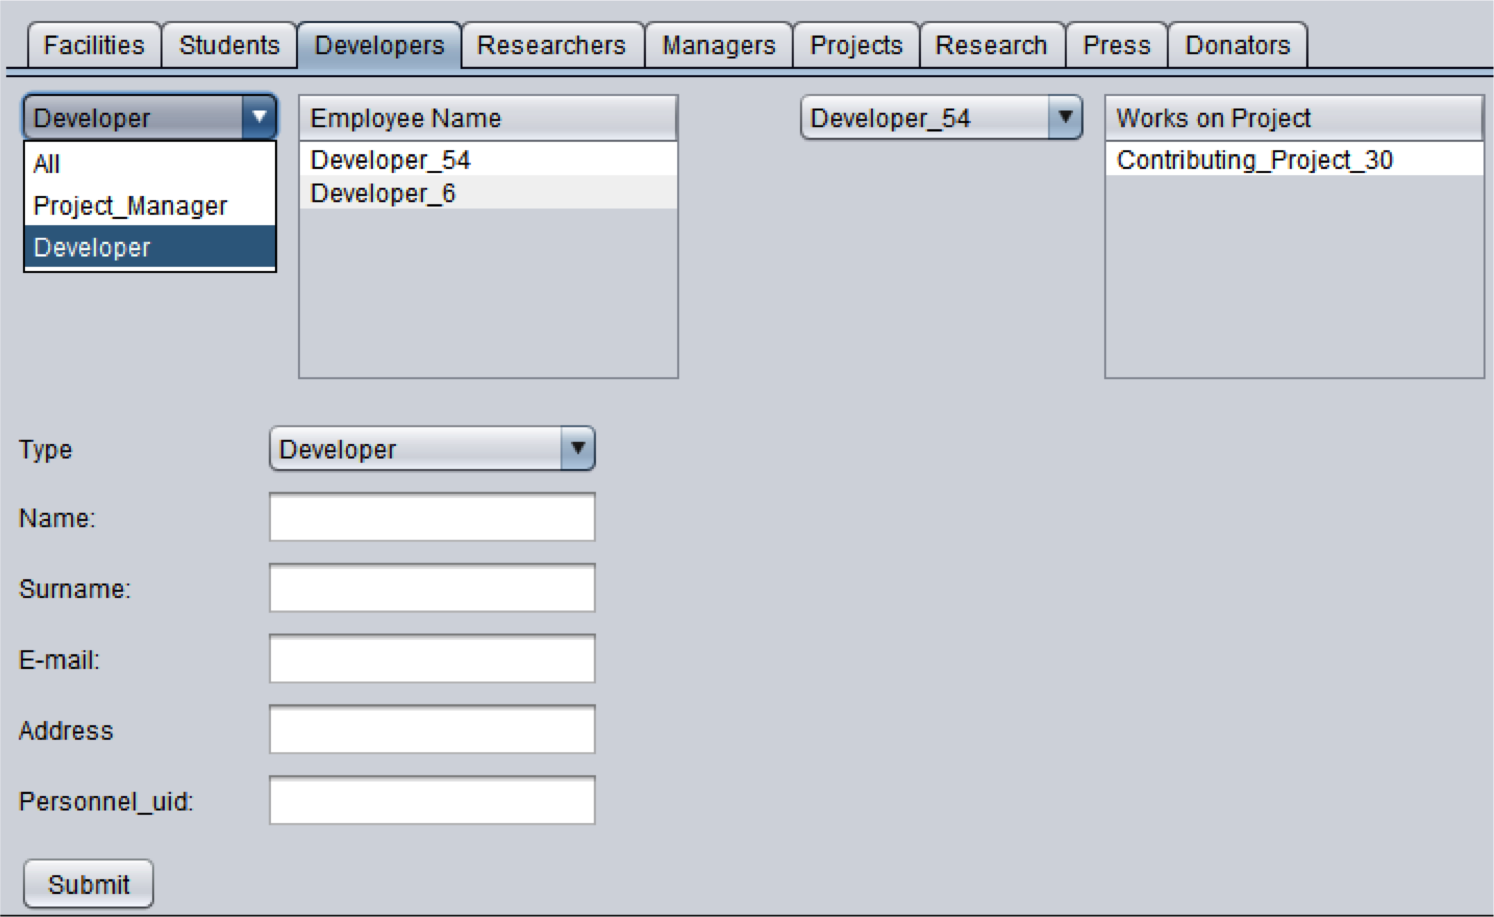 Facilities Students Developers Researchers Managers Projects Research Press Donators
Developer Employee Name Developer_54 Works on Project
All Developer_54 Contributing_Project_30
Project_Manager Developer_6
Developer
Type Developer
Name:
Surname:
E-mail:
Address
Personnel_uid:
Submit